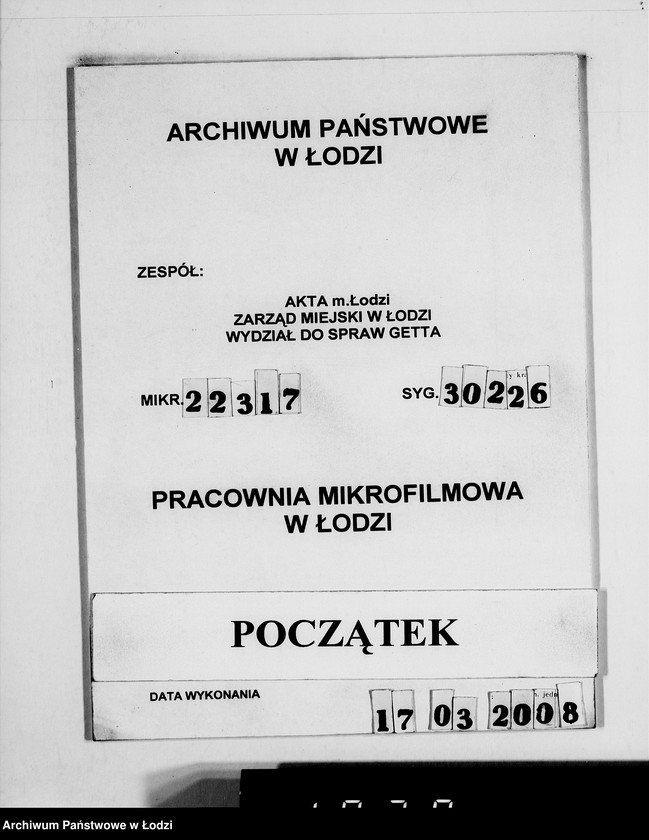 ARCHIWUM PAŃSTWOWE
W ŁODZI
ZESPÓŁ:
AKTA m.Łodzi
ZARZĄD MIEJSKI W ŁODZI
WYDZIAŁ DO SPRAW GETTA
MIKR. 22317 SYG. 30226
PRACOWNIA MIKROFILMOWA
W ŁODZI
POCZĄTEK
DATA WYKONANIA
17 03 2008
Archiwum Państwowe w Łodzi